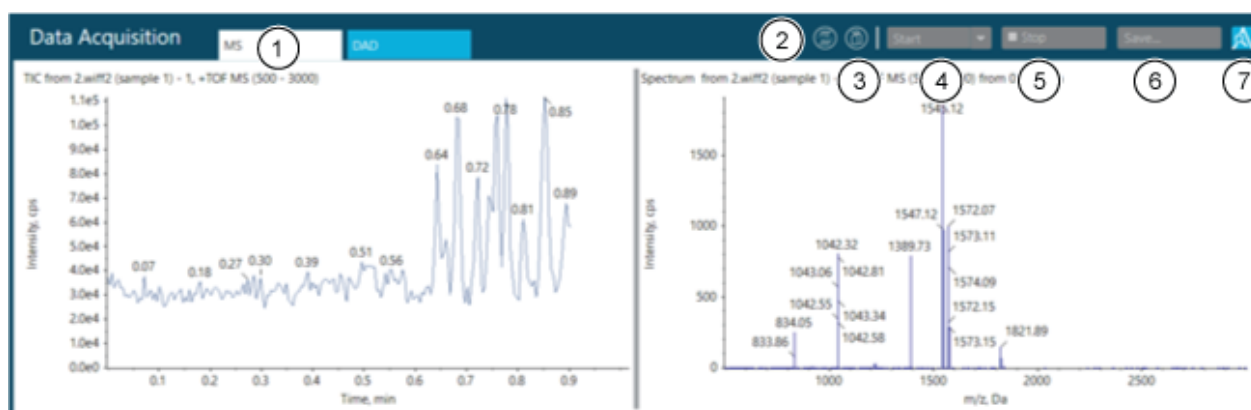 Data Acquisition
MS
1
DAD
2
Start
Stop
Save...
3
4
5
6
7
TIC from 2.wiff2 (sample 1) - 1, +TOF MS (500 - 3000)
Spectrum from 2.wiff2 (sample 1) -
MS
from
1.1e5
1.0e5
9.0e4
8.0e4
7.0e4
6.0e4
5.0e4
4.0e4
3.0e4
2.0e4
1.0e4
0.0e0
Intensity, cps
0.07
0.18
0.27
0.30
0.39
0.51
0.56
0.64
0.68
0.72
0.78
0.81
0.85
0.89
0.1
0.2
0.3
0.4
0.5
0.6
0.7
0.8
0.9
Time, min
1500
1000
500
0
Intensity, cps
1547.12
1572.07
1573.11
1042.32
1389.73
1043.06
1042.81
1574.09
1042.55
1043.34
1572.15
834.05
1042.58
833.86
1573.15
1821.89
1000
1500
2000
2500
m/z, Da